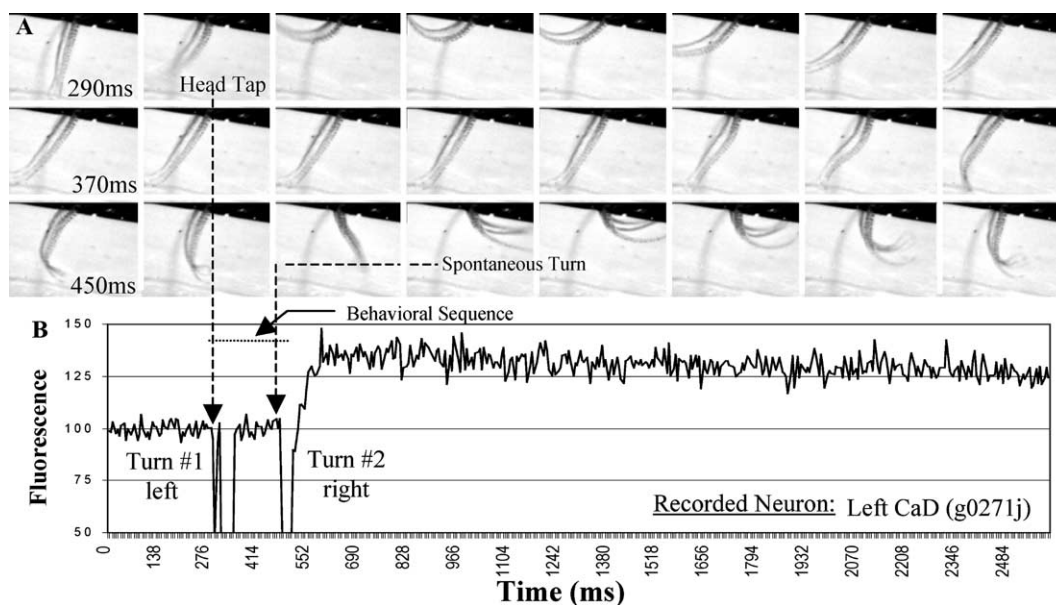 A
290ms
Head Tap
370ms
450ms
Spontaneous Turn
B
Behavioral Sequence
150
125
100
75
50
Fluorescence
Turn #1
left
Turn #2
right
Recorded Neuron: Left CaD (g0271j)
0 138 276 414 552 690 828 966 1104 1242 1380 1518 1656 1794 1932 2070 2208 2346 2484
Time (ms)